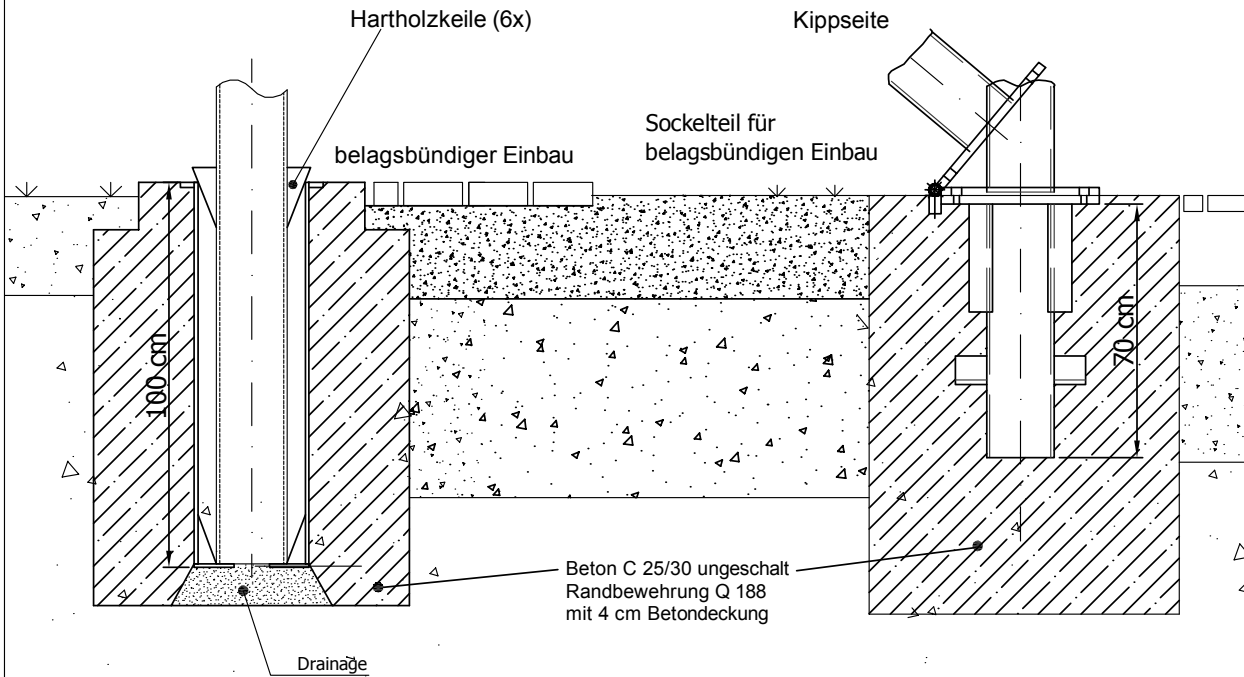 Hartholzkeile (6x)
Kippseite
belagsbündiger Einbau
Sockelteil für
belagsbündigen Einbau
100 cm
70 cm
Beton C 25/30 ungeschalt
Randbewehrung Q 188
mit 4 cm Betondeckung
Drainage